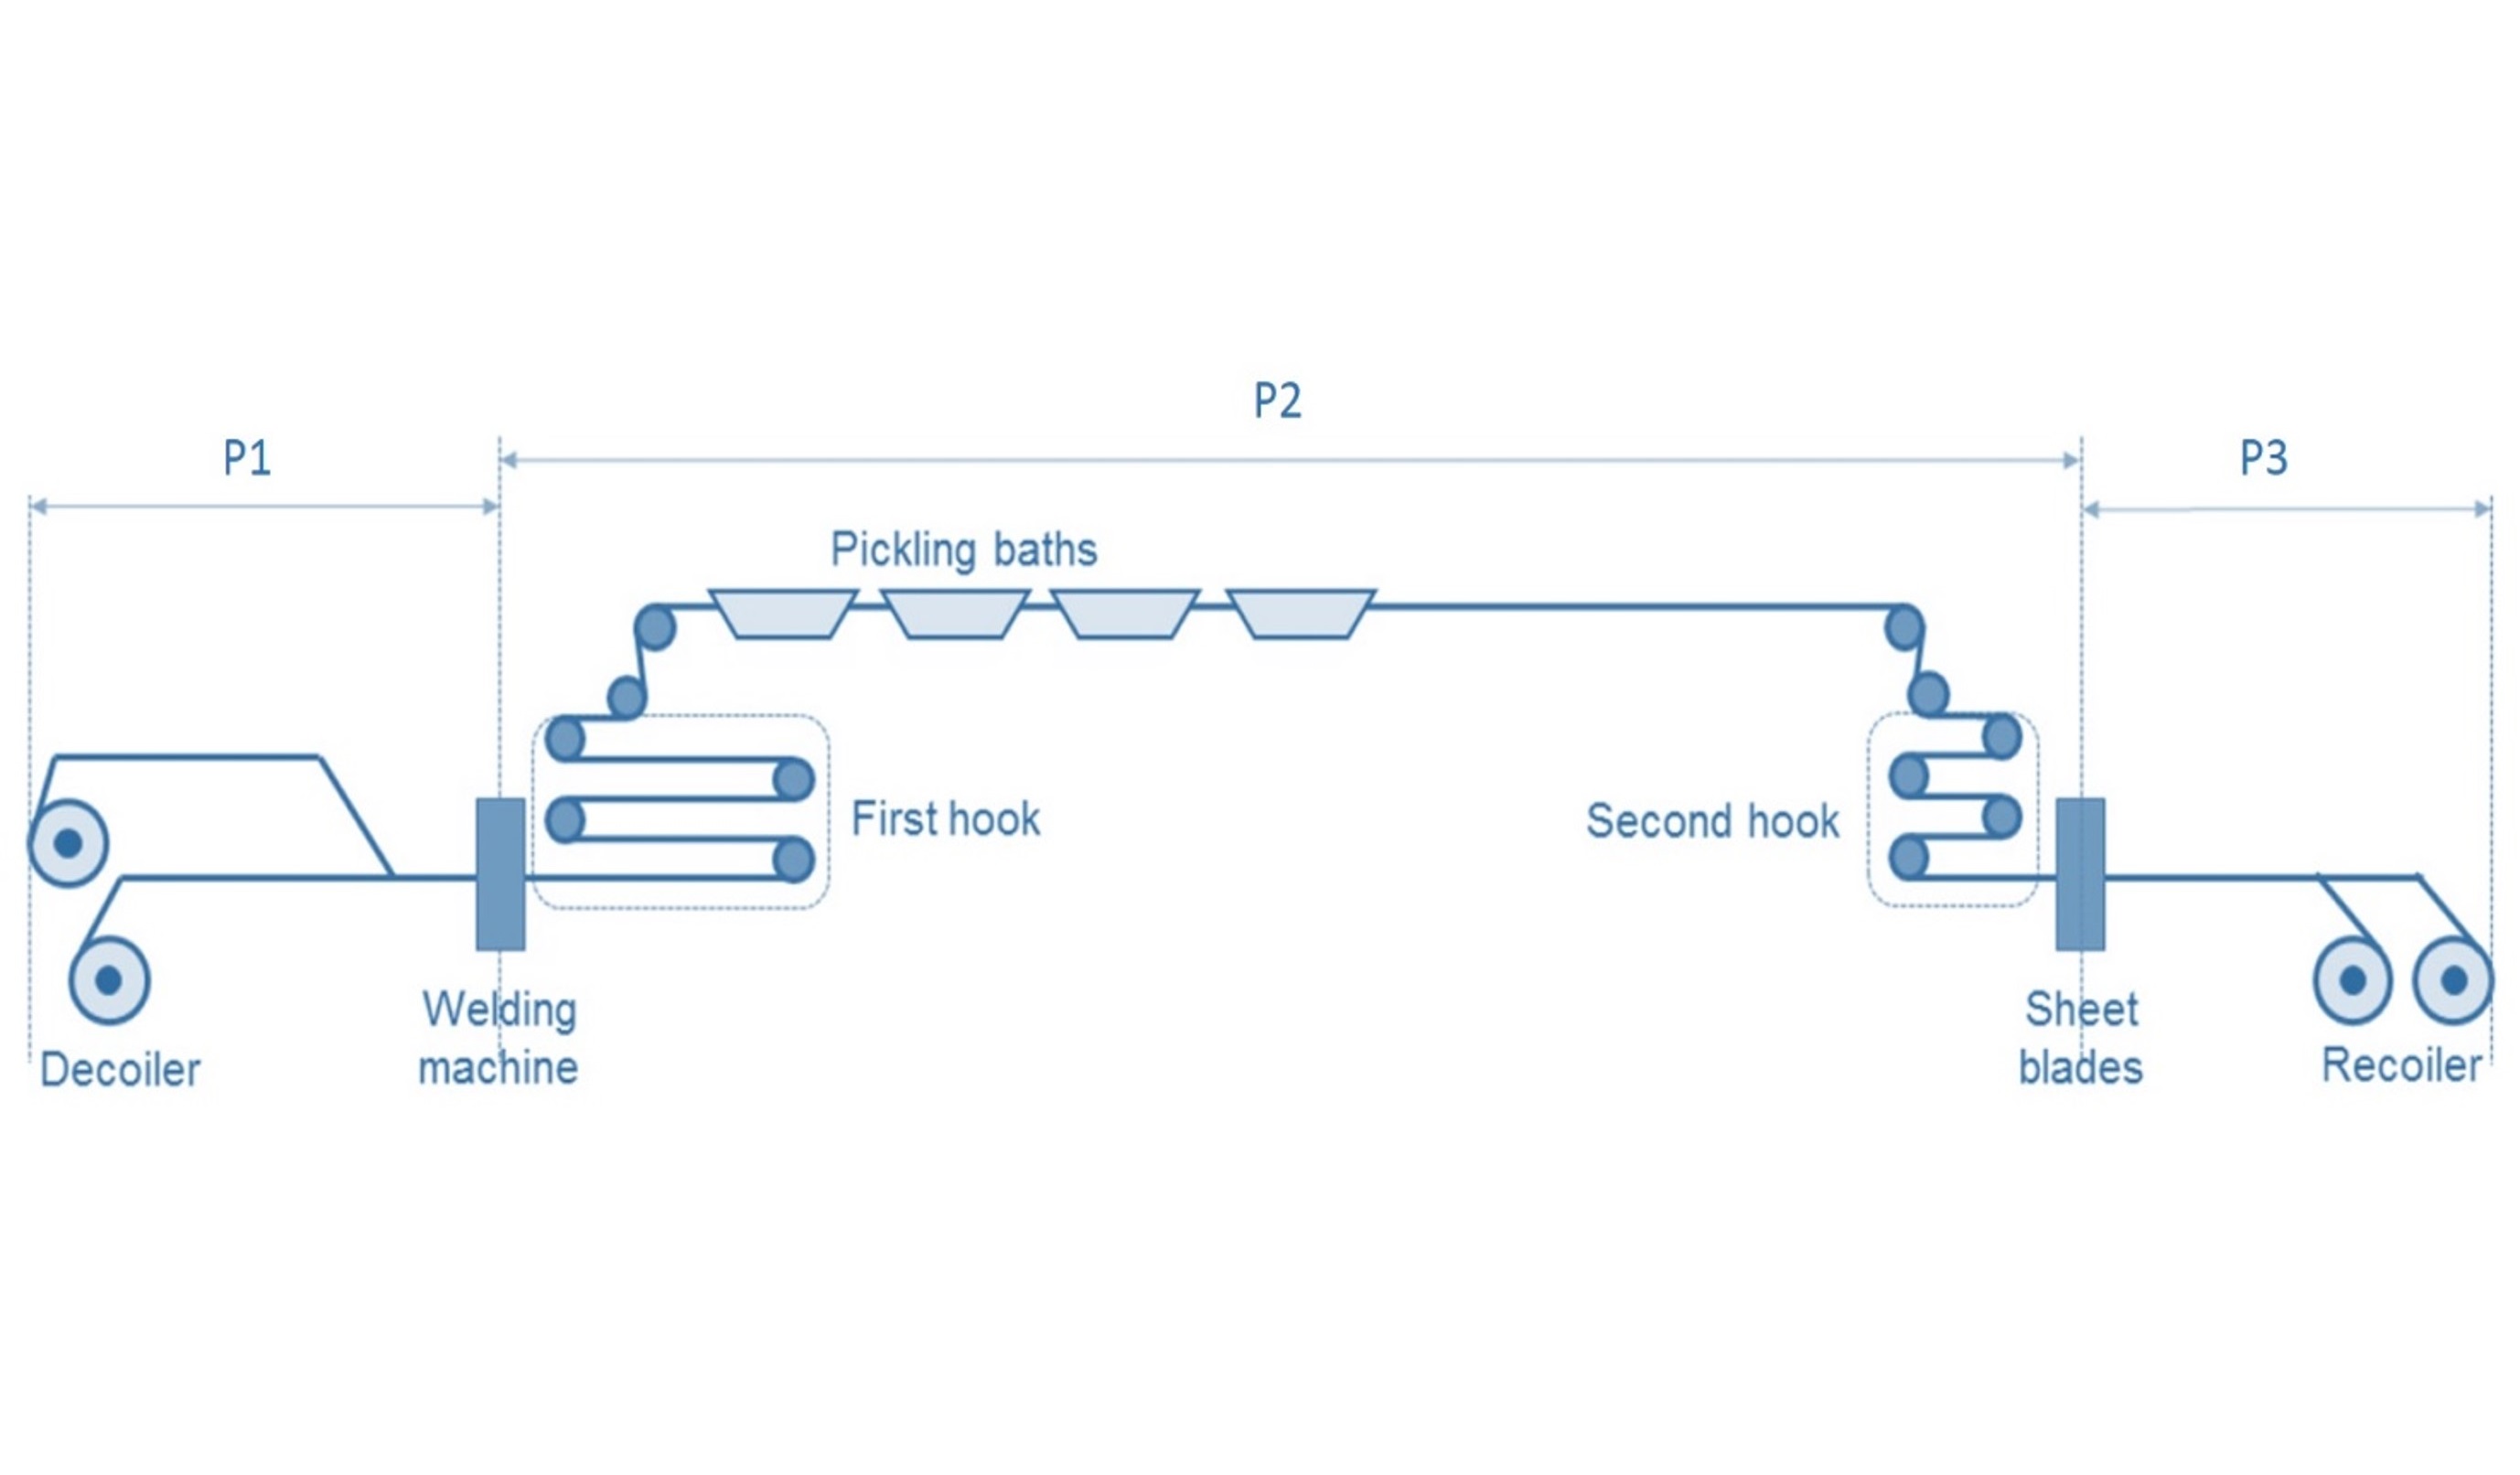 P2
P1
P3
Pickling baths
First hook
Second hook
Welding
machine
Sheet
blades
Decoiler
Recoiler